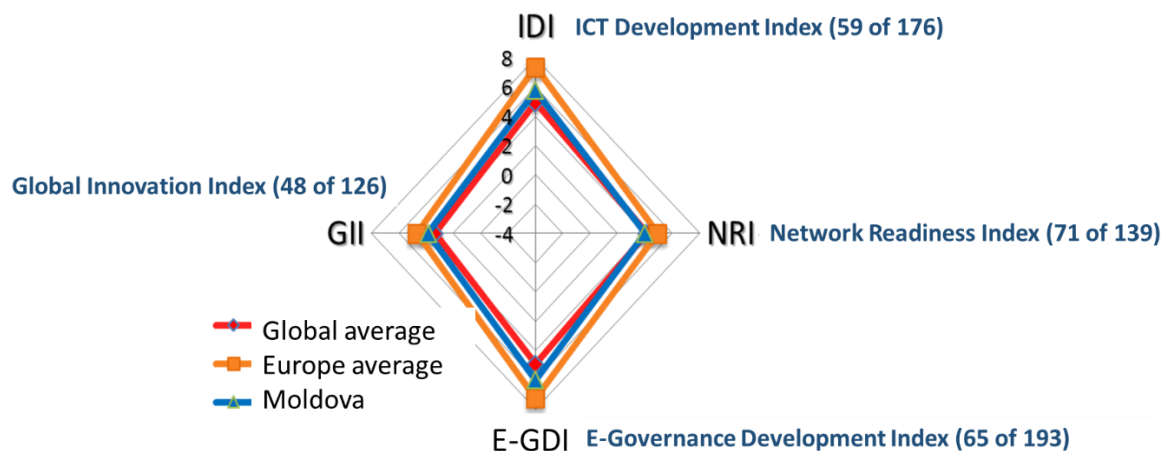 IDI ICT Development Index (59 of 176)
8
6
4
2
0
-2
-4
Global Innovation Index (48 of 126)
GII
NRI Network Readiness Index (71 of 139)
Global average
Europe average
Moldova
E-GDI E-Governance Development Index (65 of 193)